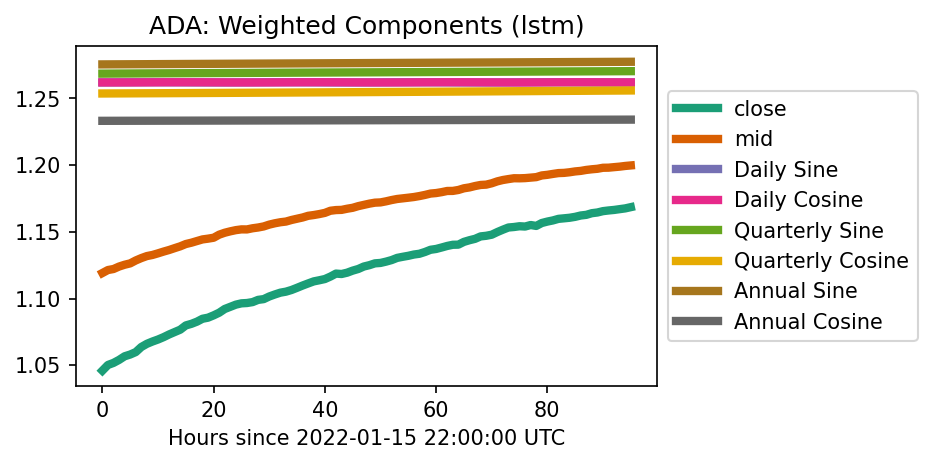 ADA: Weighted Components (lstm)
1.25
1.20
1.15
1.10
1.05
0 20 40 60 80
Hours since 2022-01-15 22:00:00 UTC
close
mid
Daily Sine
Daily Cosine
Quarterly Sine
Quarterly Cosine
Annual Sine
Annual Cosine